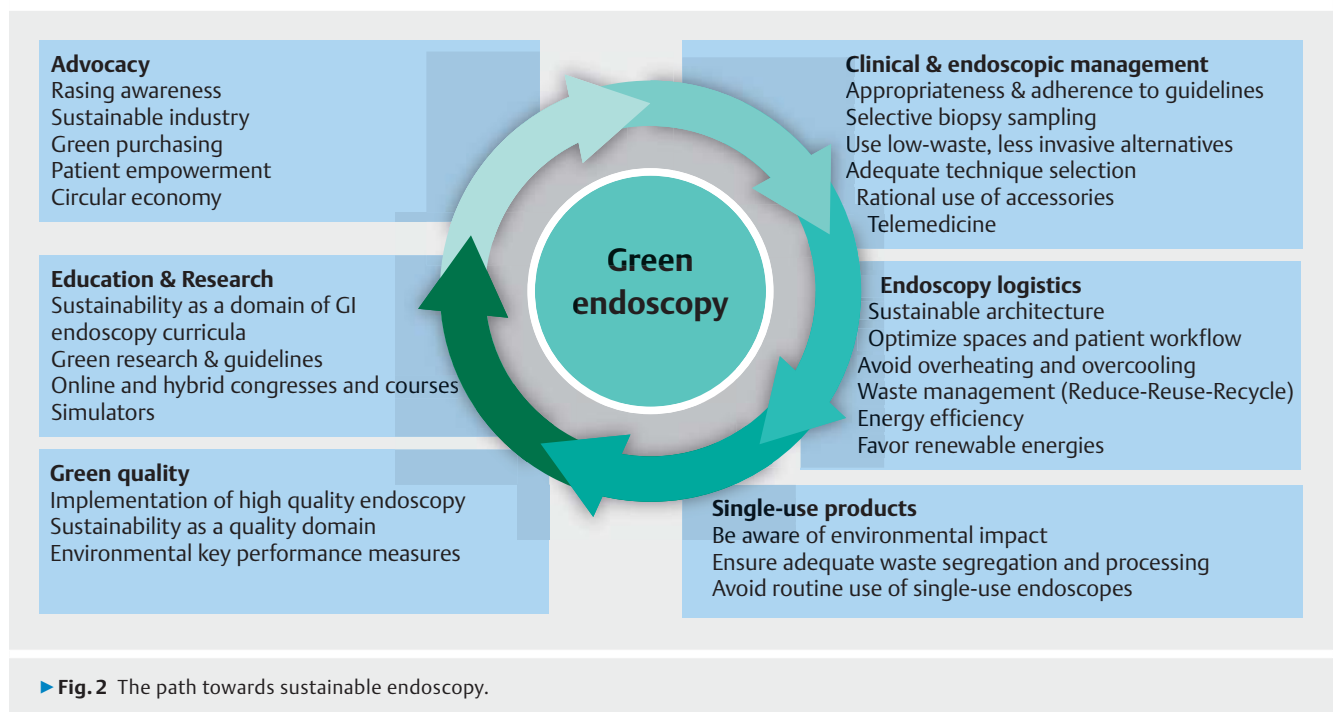 Advocacy
Rasing awareness
Sustainable industry
Green purchasing
Patient empowerment
Circular economy
Education & Research
Sustainability as a domain of GI
endoscopy curricula
Green research & guidelines
Online and hybrid congresses and courses
Simulators
Green quality
Implementation of high quality endoscopy
Sustainability as a quality domain
Environmental key performance measures
Green
endoscopy
Clinical & endoscopic management
Appropriateness & adherence to guidelines
Selective biopsy sampling
Use low-waste, less invasive alternatives
Adequate technique selection
Rational use of accessories
Telemedicine
Endoscopy logistics
Sustainable architecture
Optimize spaces and patient workflow
Avoid overheating and overcooling
Waste management (Reduce-Reuse-Recycle)
Energy efficiency
Favor renewable energies
Single-use products
Be aware of environmental impact
Ensure adequate waste segregation and processing
Avoid routine use of single-use endoscopes
▶ Fig. 2 The path towards sustainable endoscopy.